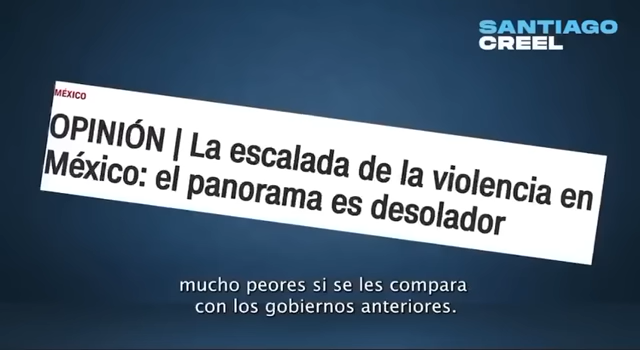 SANTIAGO
CREEL
MÉXICO
OPINIÓN | La escalada de la violencia en
México: el panorama es desolador
mucho peores si se les compara
con los gobiernos anteriores.